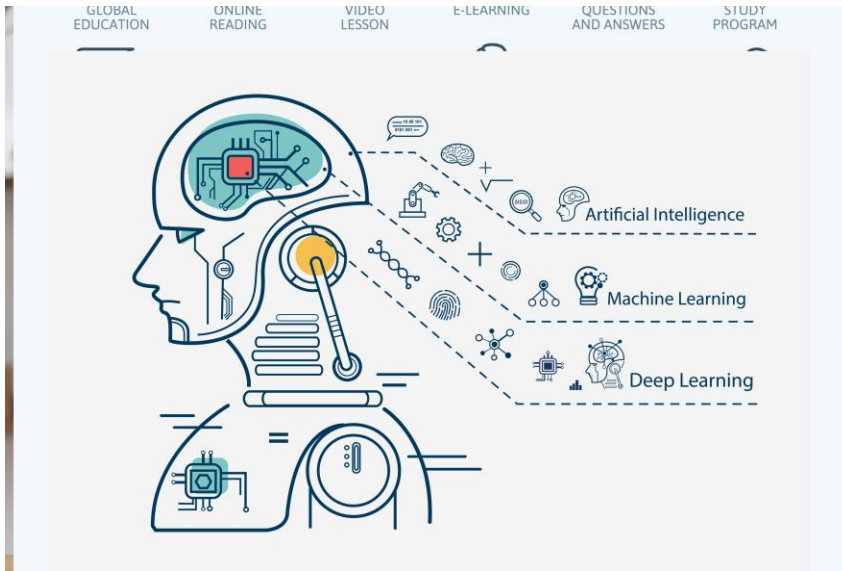 GLOBAL
EDUCATION
ONLINE
READING
VIDEO
LESSON
E-LEARNING
QUESTIONS
AND ANSWERS
STUDY
PROGRAM
Artificial Intelligence
Machine Learning
Deep Learning